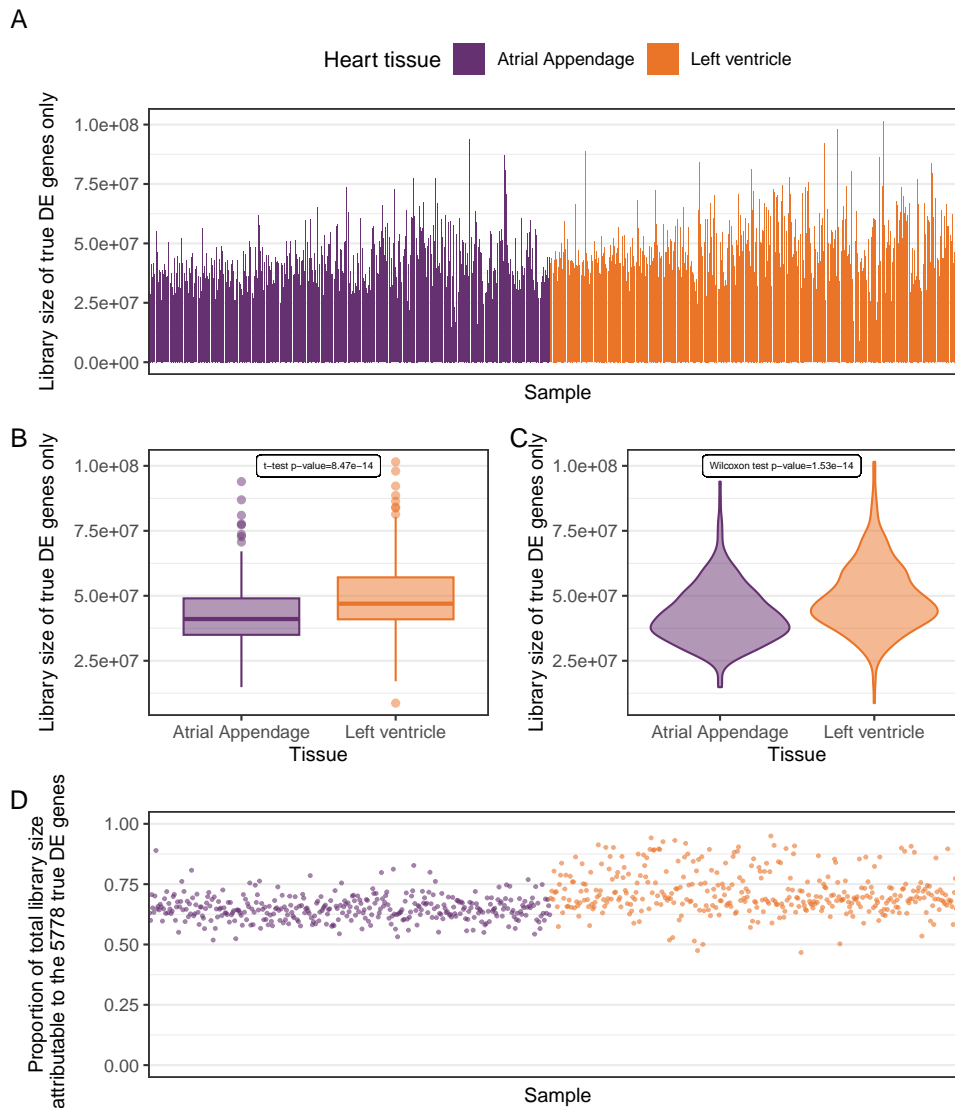 A
Heart tissue Atrial Appendage Left ventricle
Library size of true DE genes only
1.0e+08
7.5e+07
5.0e+07
2.5e+07
0.0e+00
Sample
B
Library size of true DE genes only
1.0e+08
7.5e+07
5.0e+07
2.5e+07
t−test p−value=8.47e−14
Atrial Appendage Left ventricle
Tissue
C
Library size of true DE genes only
1.0e+08
7.5e+07
5.0e+07
2.5e+07
Wilcoxon test p−value=1.53e−14
Atrial Appendage Left ventricle
Tissue
D
Proportion of total library size
attributable to the 5778 true DE genes
1.00
0.75
0.50
0.25
0.00
Sample